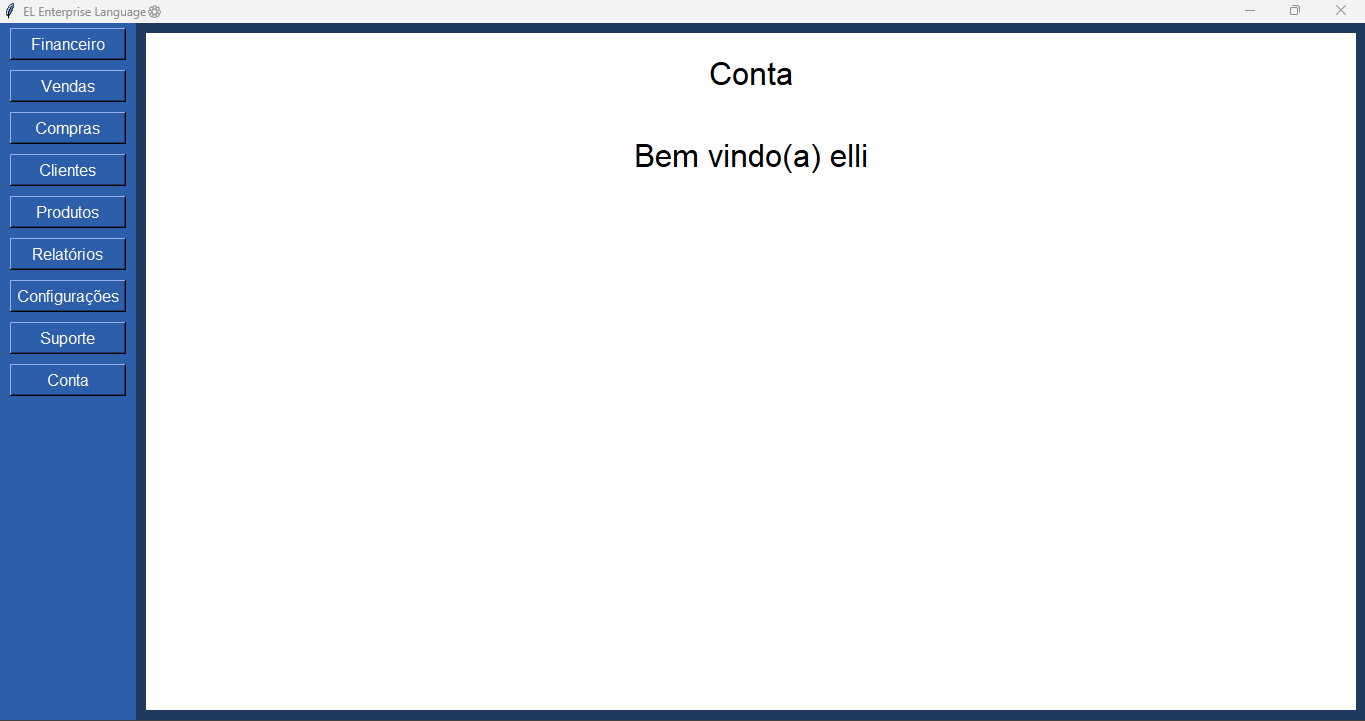 EL Enterprise Language
Financeiro
Vendas
Compras
Clientes
Produtos
Relatórios
Configurações
Suporte
Conta
Conta
Bem vindo(a) elli